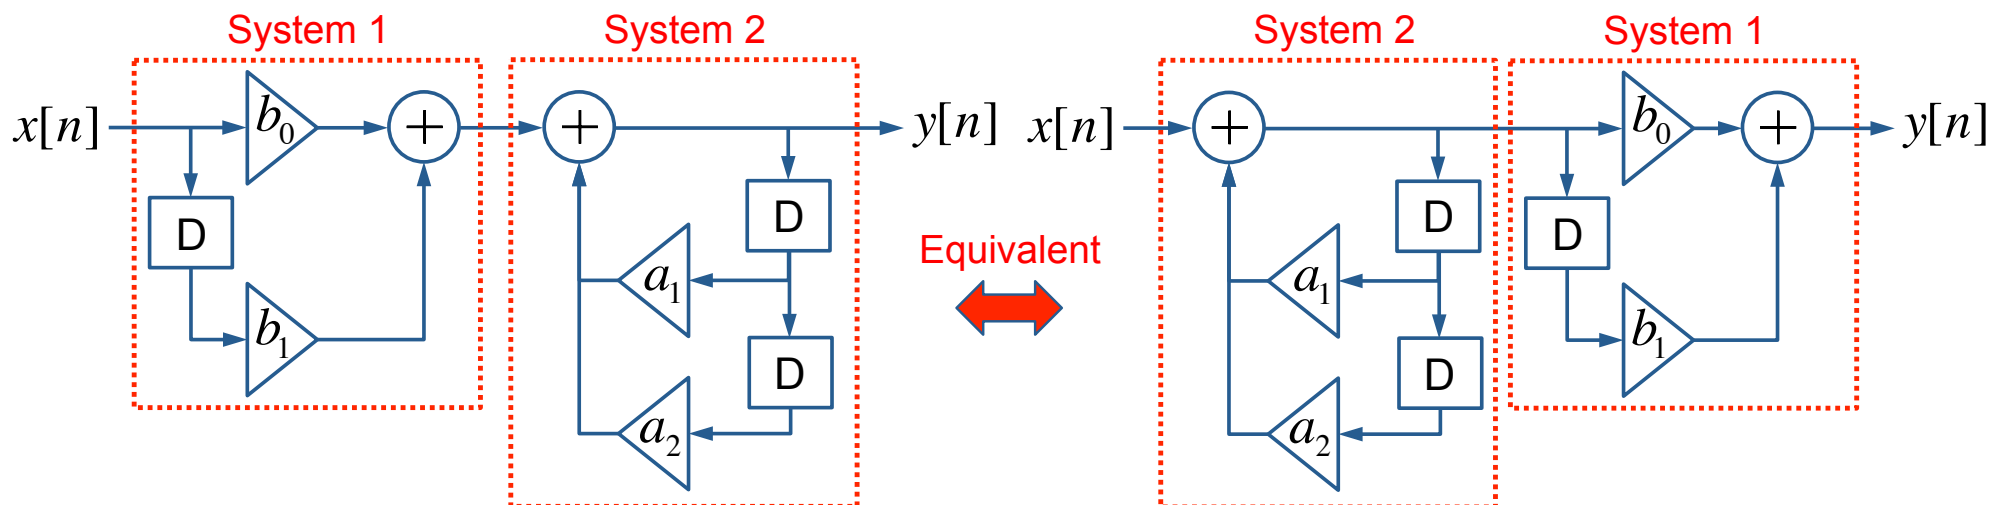 System 1 System 2 System 2 System 1
x[n] b₀ + + y[n] x[n] + b₀ + y[n]
D D D D
Equivalent
a₁ a₁
b₁ b₁
D D
a₂ a₂